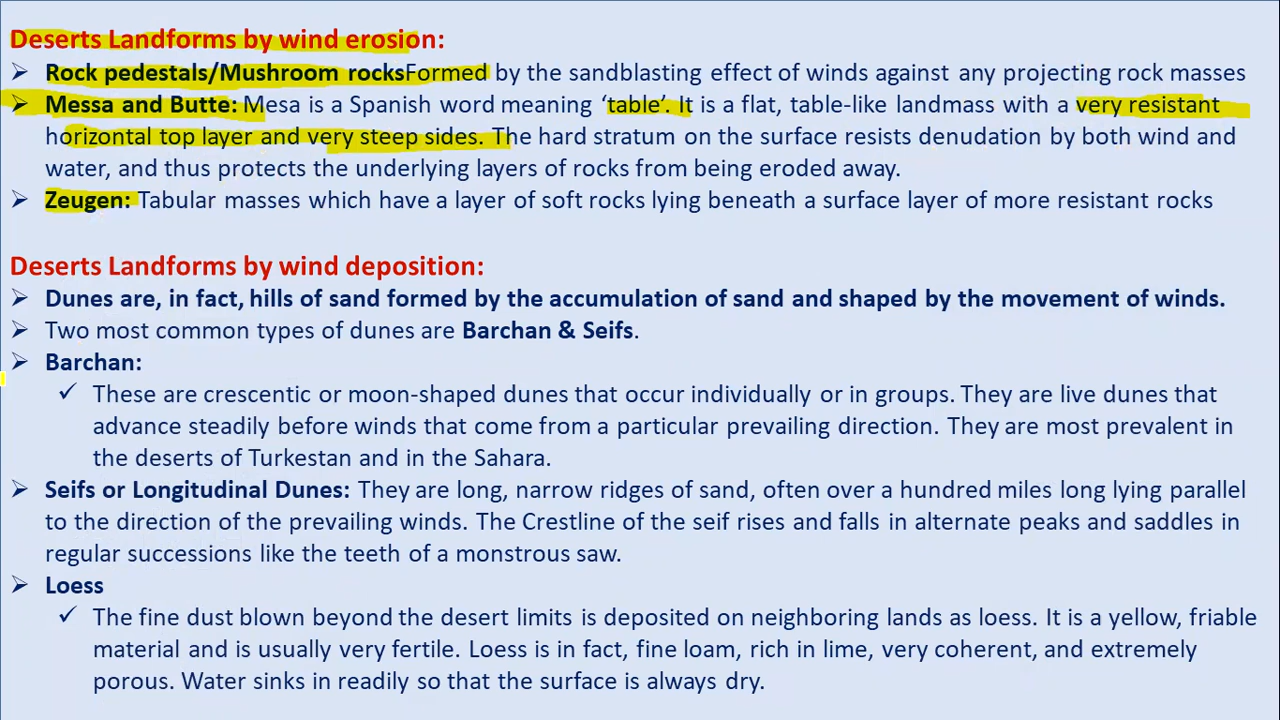 Deserts Landforms by wind erosion:
➢ Rock pedestals/Mushroom rocksFormed by the sandblasting effect of winds against any projecting rock masses
➢ Messa and Butte: Mesa is a Spanish word meaning ‘table’. It is a flat, table-like landmass with a very resistant
horizontal top layer and very steep sides. The hard stratum on the surface resists denudation by both wind and
water, and thus protects the underlying layers of rocks from being eroded away.
➢ Zeugen: Tabular masses which have a layer of soft rocks lying beneath a surface layer of more resistant rocks
Deserts Landforms by wind deposition:
➢ Dunes are, in fact, hills of sand formed by the accumulation of sand and shaped by the movement of winds.
➢ Two most common types of dunes are Barchan & Seifs.
➢ Barchan:
✓ These are crescentic or moon-shaped dunes that occur individually or in groups. They are live dunes that
advance steadily before winds that come from a particular prevailing direction. They are most prevalent in
the deserts of Turkestan and in the Sahara.
➢ Seifs or Longitudinal Dunes: They are long, narrow ridges of sand, often over a hundred miles long lying parallel
to the direction of the prevailing winds. The Crestline of the seif rises and falls in alternate peaks and saddles in
regular successions like the teeth of a monstrous saw.
➢ Loess
✓ The fine dust blown beyond the desert limits is deposited on neighboring lands as loess. It is a yellow, friable
material and is usually very fertile. Loess is in fact, fine loam, rich in lime, very coherent, and extremely
porous. Water sinks in readily so that the surface is always dry.